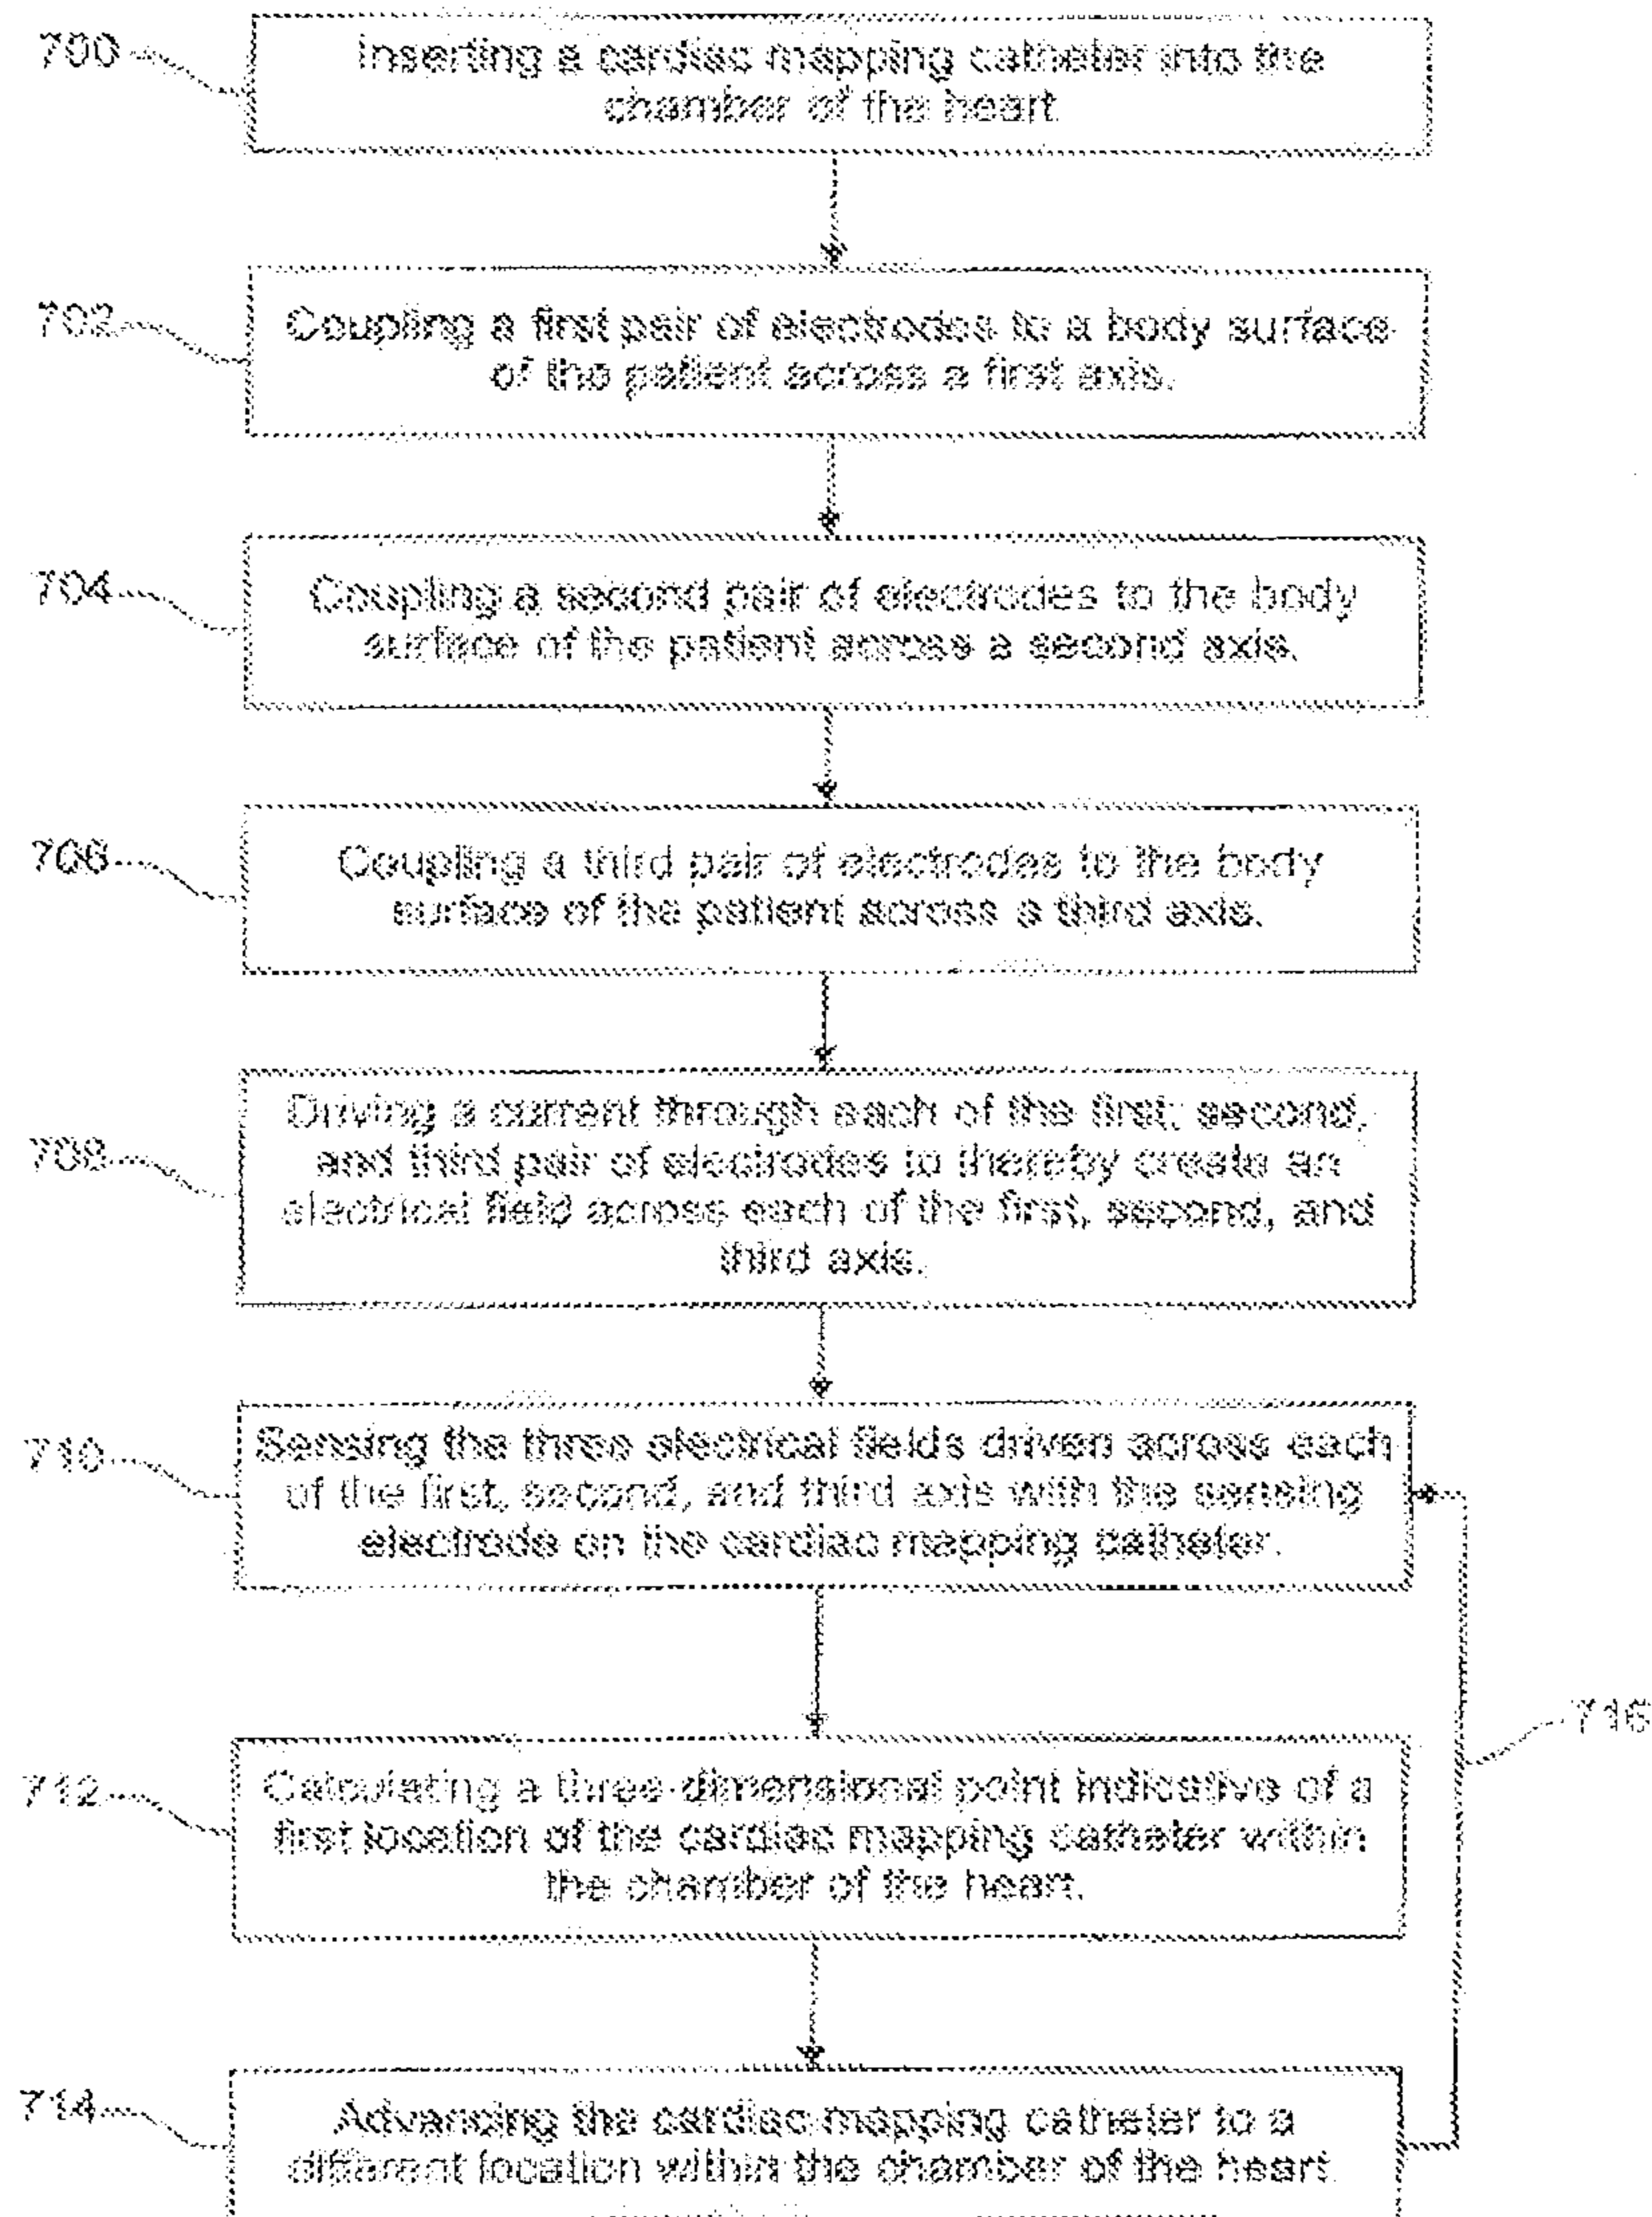 700
Inserting a cardiac mapping catheter into the
chamber of the heart
702
Coupling a first pair of electrodes to a body surface
of the patient across a first axis.
704
Coupling a second pair of electrodes to the body
surface of the patient across a second axis.
706
Coupling a third pair of electrodes to the body
surface of the patient across a third axis.
708
Driving a current through each of the first, second,
and third pair of electrodes to thereby create an
electrical field across each of the first, second, and
third axis.
710
Sensing the three electrical fields driven across each
of the first, second, and third axis with the sensing
electrode on the cardiac mapping catheter.
716
712
Calculating a three-dimensional point indicative of a
first location of the cardiac mapping catheter within
the chamber of the heart.
714
Advancing the cardiac mapping catheter to a
different location within the chamber of the heart.